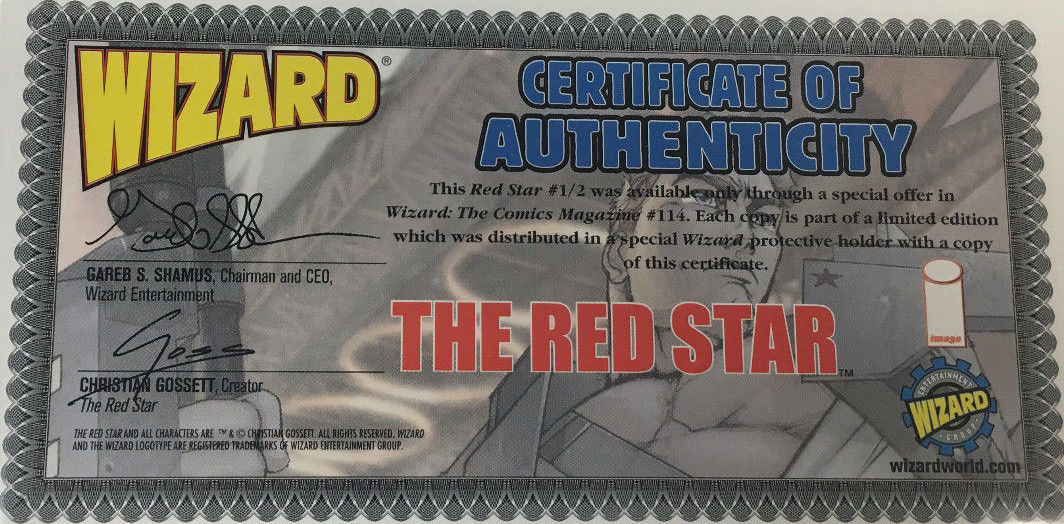 WIZARD®
CERTIFICATE OF
AUTHENTICITY
This Red Star #1/2 was available only through a special offer in
Wizard: The Comics Magazine #114. Each copy is part of a limited edition
which was distributed in a special Wizard protective holder with a copy
of this certificate.
GAREB S. SHAMUS, Chairman and CEO,
Wizard Entertainment
THE RED STAR™
Goss
CHRISTIAN GOSSETT, Creator
The Red Star
THE RED STAR AND ALL CHARACTERS ARE ™ & © CHRISTIAN GOSSETT. ALL RIGHTS RESERVED. WIZARD
AND THE WIZARD LOGOTYPE ARE REGISTERED TRADEMARKS OF WIZARD ENTERTAINMENT GROUP.
image
ENTERTAINMENT
WIZARD
GROUP
wizardworld.com